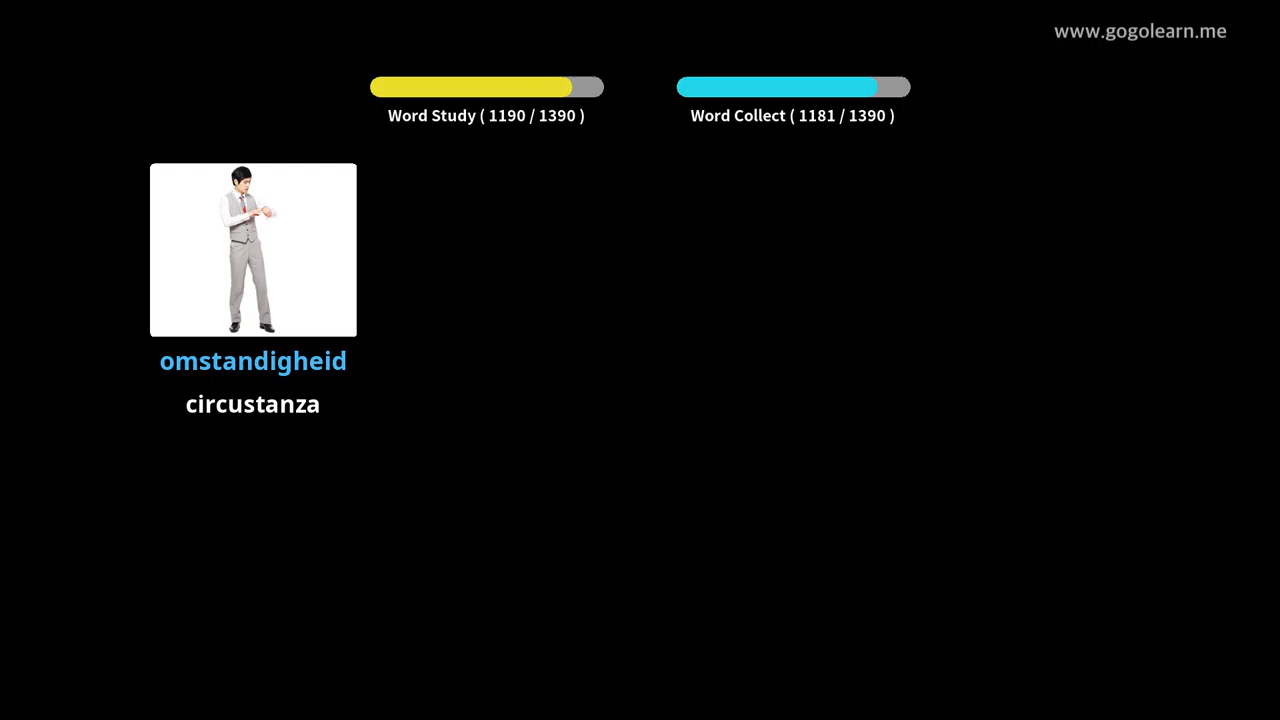 www.gogolearn.me
Word Study ( 1190 / 1390 )
Word Collect ( 1181 / 1390 )
omstandigheid
circustanza